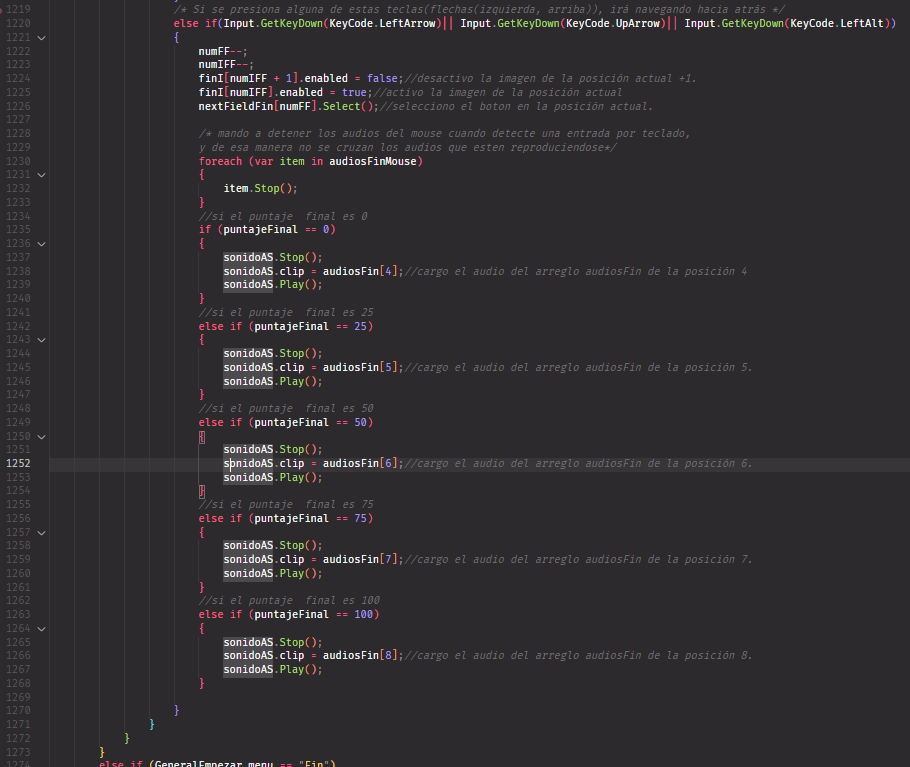 1219 /* Si se presiona alguna de estas teclas(flechas(izquierda, arriba)), irá navegando hacia atrás */
1220 else if(Input.GetKeyDown(KeyCode.LeftArrow)|| Input.GetKeyDown(KeyCode.UpArrow)|| Input.GetKeyDown(KeyCode.LeftAlt))
1221 {
1222 numFF--;
1223 numIFF--;
1224 finI[numIFF + 1].enabled = false;//desactivo la imagen de la posición actual +1.
1225 finI[numIFF].enabled = true;//activo la imagen de la posición actual
1226 nextFieldFin[numFF].Select();//selecciono el boton en la posición actual.
1227
1228 /* mando a detener los audios del mouse cuando detecte una entrada por teclado,
1229 y de esa manera no se cruzan los audios que esten reproduciendose*/
1230 foreach (var item in audiosFinMouse)
1231 {
1232 item.Stop();
1233 }
1234 //si el puntaje  final es 0
1235 if (puntajeFinal == 0)
1236 {
1237 sonidoAS.Stop();
1238 sonidoAS.clip = audiosFin[4];//cargo el audio del arreglo audiosFin de la posición 4
1239 sonidoAS.Play();
1240 }
1241 //si el puntaje  final es 25
1242 else if (puntajeFinal == 25)
1243 {
1244 sonidoAS.Stop();
1245 sonidoAS.clip = audiosFin[5];//cargo el audio del arreglo audiosFin de la posición 5.
1246 sonidoAS.Play();
1247 }
1248 //si el puntaje  final es 50
1249 else if (puntajeFinal == 50)
1250 {
1251 sonidoAS.Stop();
1252 sonidoAS.clip = audiosFin[6];//cargo el audio del arreglo audiosFin de la posición 6.
1253 sonidoAS.Play();
1254 }
1255 //si el puntaje  final es 75
1256 else if (puntajeFinal == 75)
1257 {
1258 sonidoAS.Stop();
1259 sonidoAS.clip = audiosFin[7];//cargo el audio del arreglo audiosFin de la posición 7.
1260 sonidoAS.Play();
1261 }
1262 //si el puntaje  final es 100
1263 else if (puntajeFinal == 100)
1264 {
1265 sonidoAS.Stop();
1266 sonidoAS.clip = audiosFin[8];//cargo el audio del arreglo audiosFin de la posición 8.
1267 sonidoAS.Play();
1268 }
1269
1270 }
1271 }
1272 }
1273 }
1274 else if (GeneralEmpezar.menu == "Fin")